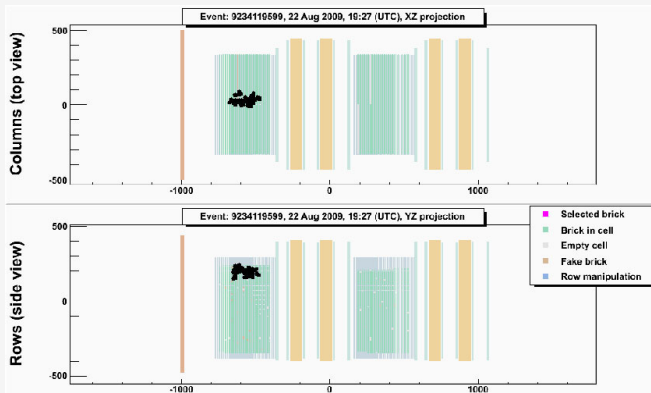 Event: 9234119599, 22 Aug 2009, 19:27 (UTC), XZ projection
Columns (top view)
500
0
-500
-1000
0
1000
Event: 9234119599, 22 Aug 2009, 19:27 (UTC), YZ projection
Rows (side view)
500
0
-500
-1000
0
1000
Selected brick
Brick in cell
Empty cell
Fake brick
Row manipulation